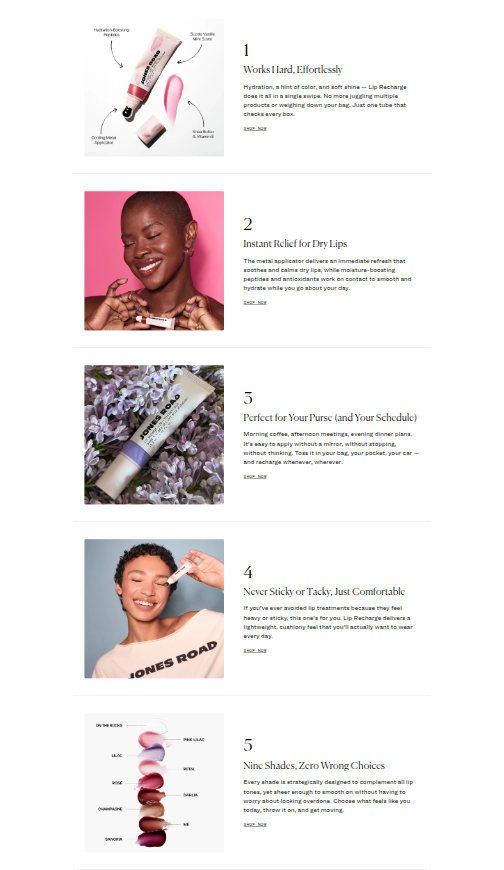 Hydration-Boosting
Peptides
Subtle Vanilla
Mint Scent
JONES ROAD
Cooling Metal
Applicator
Shea Butter
& Vitamin E
1
Works Hard, Effortlessly
Hydration, a hint of color, and soft shine — Lip Recharge
does it all in a single swipe. No more juggling multiple
products or weighing down your bag. Just one tube that
checks every box.
SHOP NOW
2
Instant Relief for Dry Lips
The metal applicator delivers an immediate refresh that
soothes and calms dry lips, while moisture-boosting
peptides and antioxidants work on contact to smooth and
hydrate while you go about your day.
SHOP NOW
JONES ROAD
3
Perfect for Your Purse (and Your Schedule)
Morning coffee, afternoon meetings, evening dinner plans.
It's easy to apply without a mirror, without stopping,
without thinking. Toss it in your bag, your pocket, your car —
and recharge whenever, wherever.
SHOP NOW
JONES ROAD
4
Never Sticky or Tacky, Just Comfortable
If you've ever avoided lip treatments because they feel
heavy or sticky, this one's for you. Lip Recharge delivers a
lightweight, cushiony feel that you'll actually want to wear
every day.
SHOP NOW
ON THE ROCKS
PINK LILAC
LILAC
PETAL
ROSE
DAHLIA
CHAMPAGNE
SANGRIA
5
Nine Shades, Zero Wrong Choices
Every shade is strategically designed to complement all lip
tones, yet sheer enough to smooth on without having to
worry about looking overdone. Choose what feels like you
today, throw it on, and get moving.
SHOP NOW